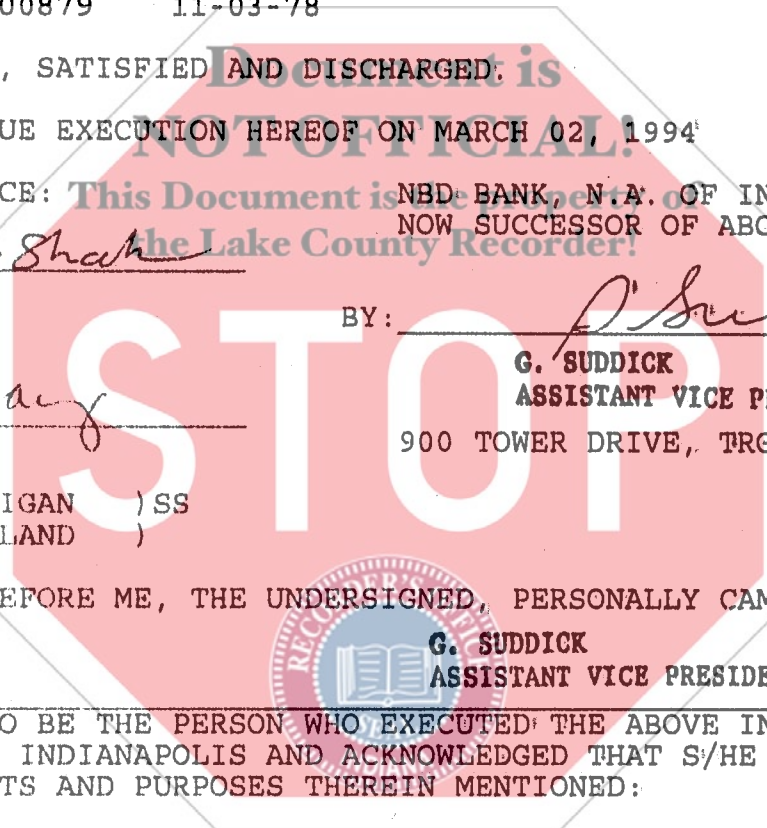 00879 11-03-78
, SATISFIED AND DISCHARGED.
Document is
UE EXECUTION HEREOF ON MARCH 02, 1994
NOT OFFICIAL!
CE: NBD BANK, N.A. OF IN
This Document is the property of
NOW SUCCESSOR OF ABO
Shah
the Lake County Recorder!
BY:
STOP
G. SUDDICK
ASSISTANT VICE P
900 TOWER DRIVE, TRO
IGAN )SS
LAND )
EFORE ME, THE UNDERSIGNED, PERSONALLY CAM
RECORDER'S OFFICE
G. SUDDICK
ASSISTANT VICE PRESIDE
O BE THE PERSON WHO EXECUTED THE ABOVE IN
INDIANAPOLIS AND ACKNOWLEDGED THAT S/HE
TS AND PURPOSES THEREIN MENTIONED: